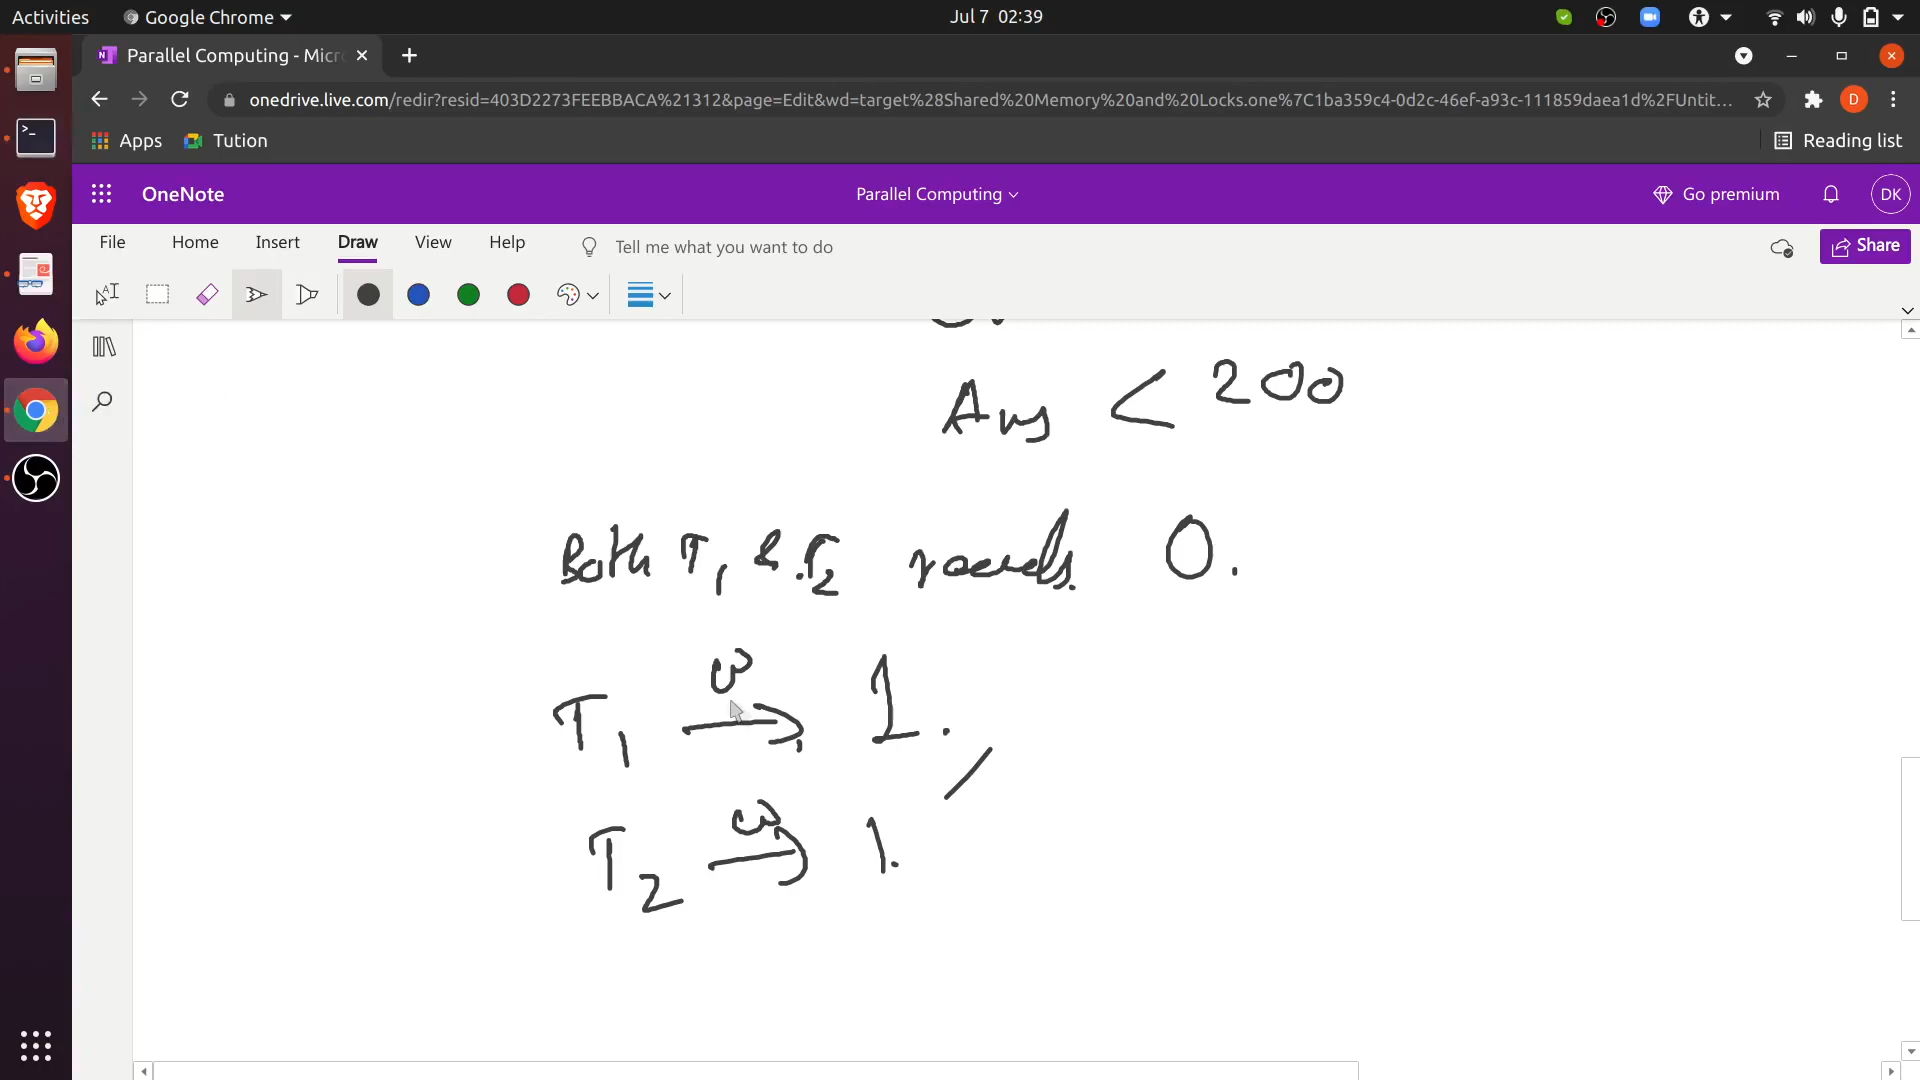 Activities Google Chrome Jul 7 02:39
Parallel Computing - Micr
onedrive.live.com/redir?resid=403D2273FEEBBACA%21312&page=Edit&wd=target%28Shared%20Memory%20and%20Locks.one%7C1ba359c4-0d2c-46ef-a93c-111859daea1d%2FUntit... D
Apps Tution Reading list
OneNote Parallel Computing Go premium DK
File Home Insert Draw View Help Tell me what you want to do Share
Ans < 200
Both T1 & T2 reads 0.
T1 →w 1.
T2 →w 1.